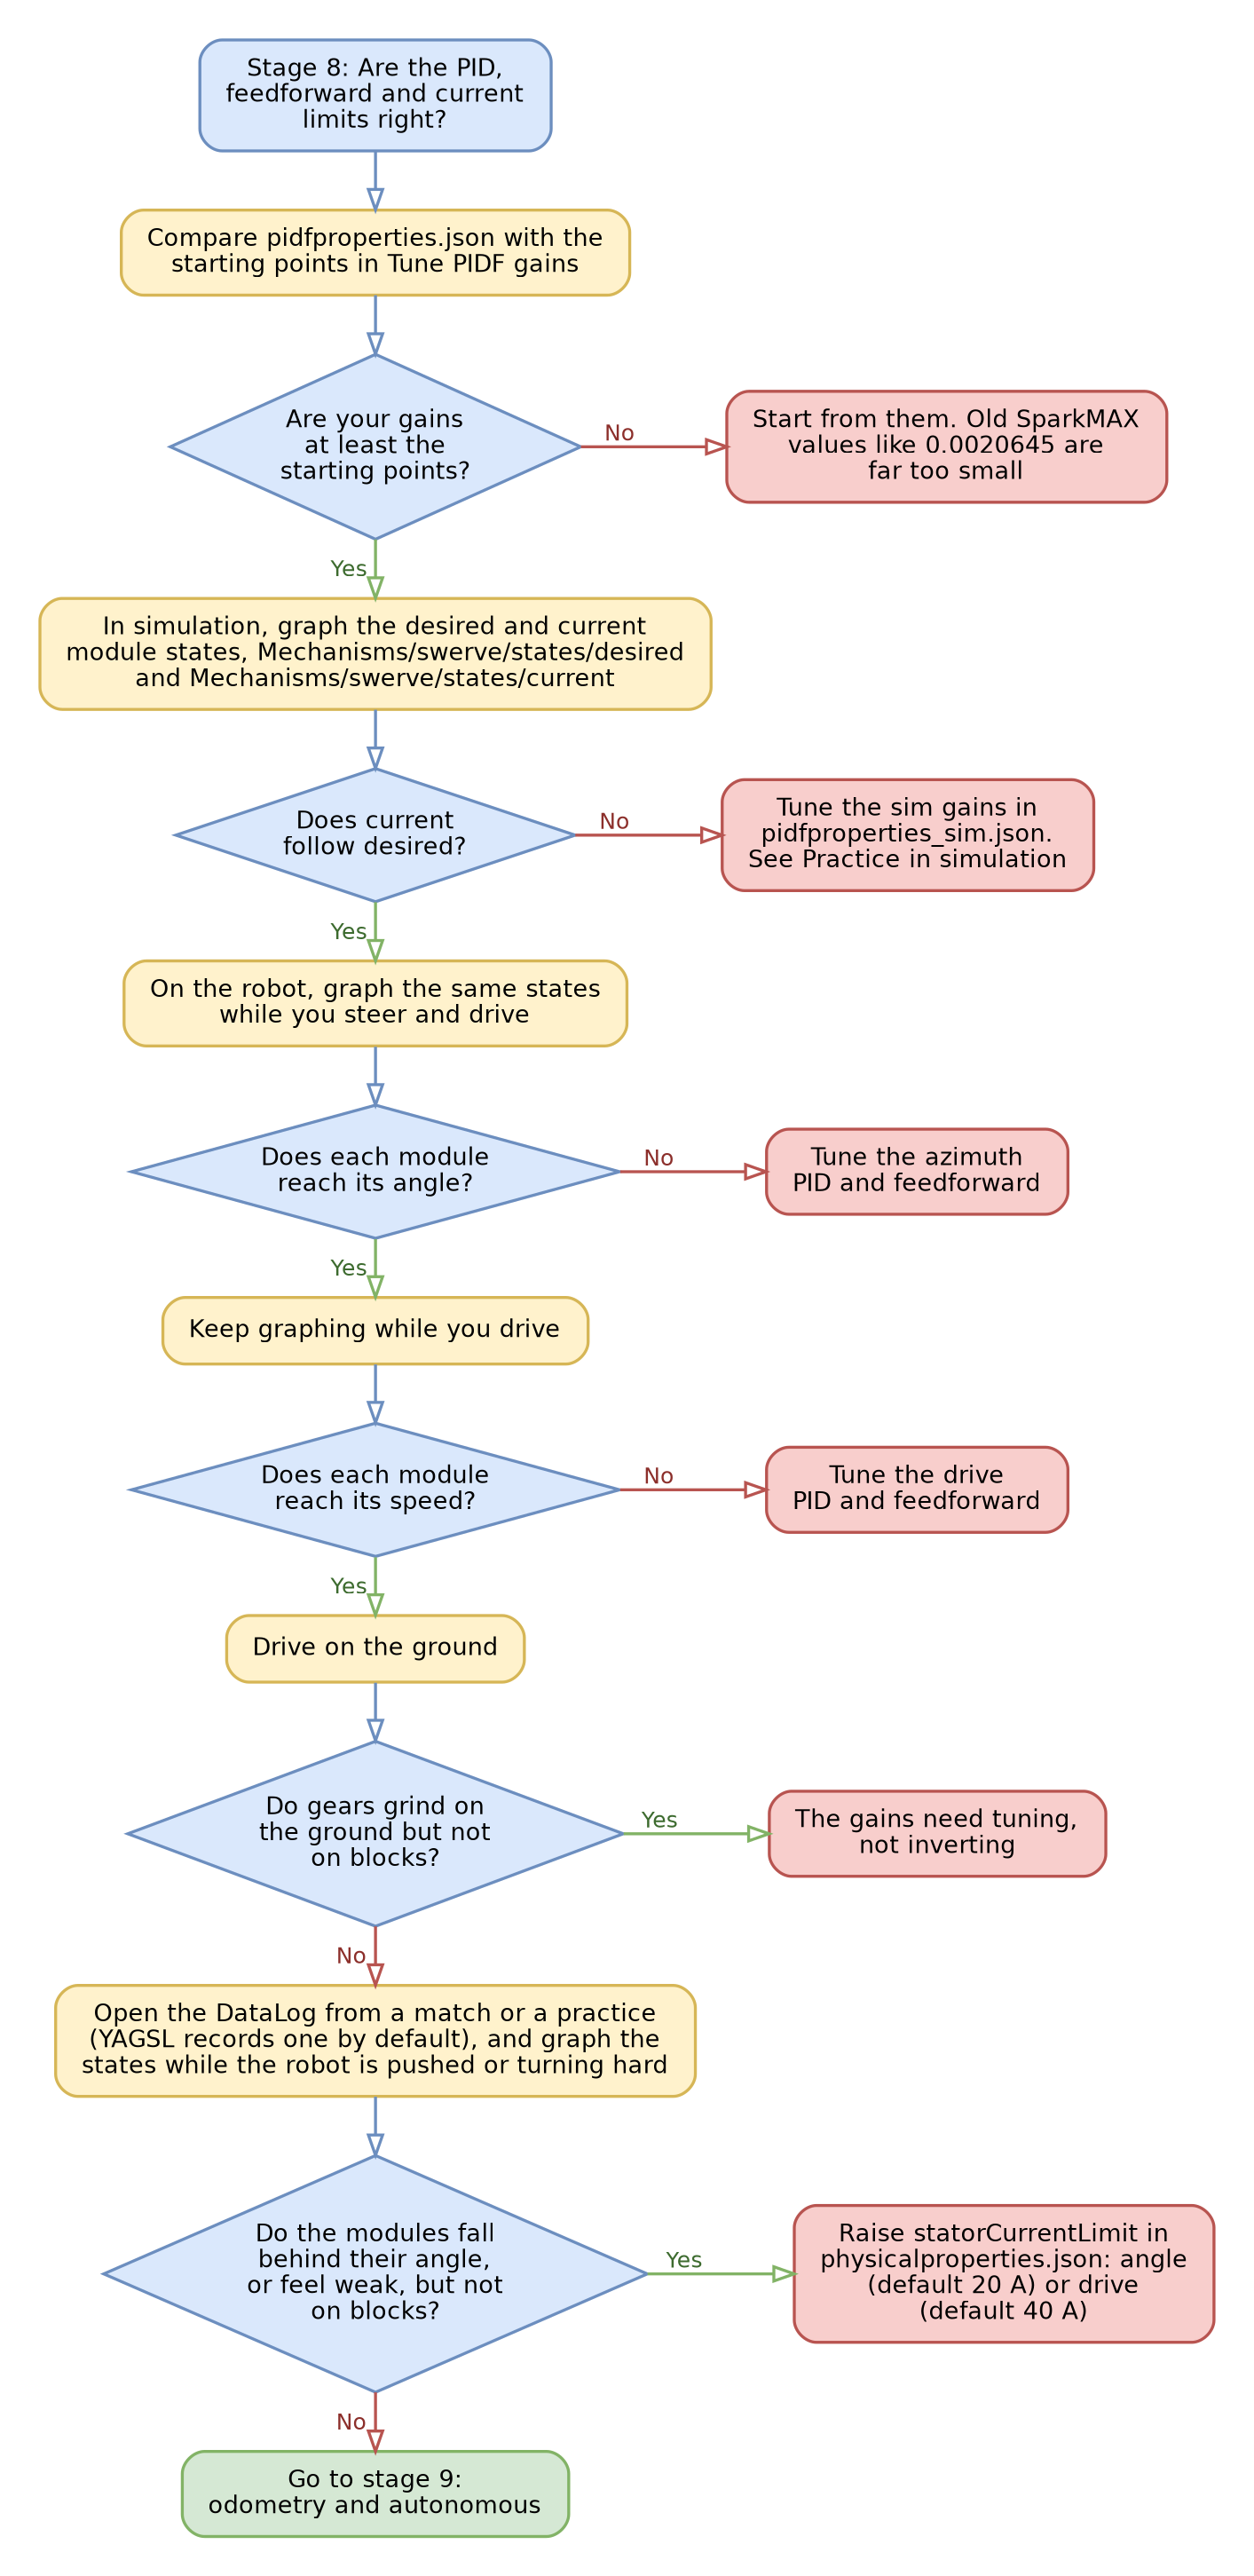 Stage 8: Are the PID,
feedforward and current
limits right?
Compare pidfproperties.json with the
starting points in Tune PIDF gains
Are your gains
at least the
starting points?
No
Start from them. Old SparkMAX
values like 0.0020645 are
far too small
Yes
In simulation, graph the desired and current
module states, Mechanisms/swerve/states/desired
and Mechanisms/swerve/states/current
Does current
follow desired?
No
Tune the sim gains in
pidfproperties_sim.json.
See Practice in simulation
Yes
On the robot, graph the same states
while you steer and drive
Does each module
reach its angle?
No
Tune the azimuth
PID and feedforward
Yes
Keep graphing while you drive
Does each module
reach its speed?
No
Tune the drive
PID and feedforward
Yes
Drive on the ground
Do gears grind on
the ground but not
on blocks?
Yes
The gains need tuning,
not inverting
No
Open the DataLog from a match or a practice
(YAGSL records one by default), and graph the
states while the robot is pushed or turning hard
Do the modules fall
behind their angle,
or feel weak, but not
on blocks?
Yes
Raise statorCurrentLimit in
physicalproperties.json: angle
(default 20 A) or drive
(default 40 A)
No
Go to stage 9:
odometry and autonomous